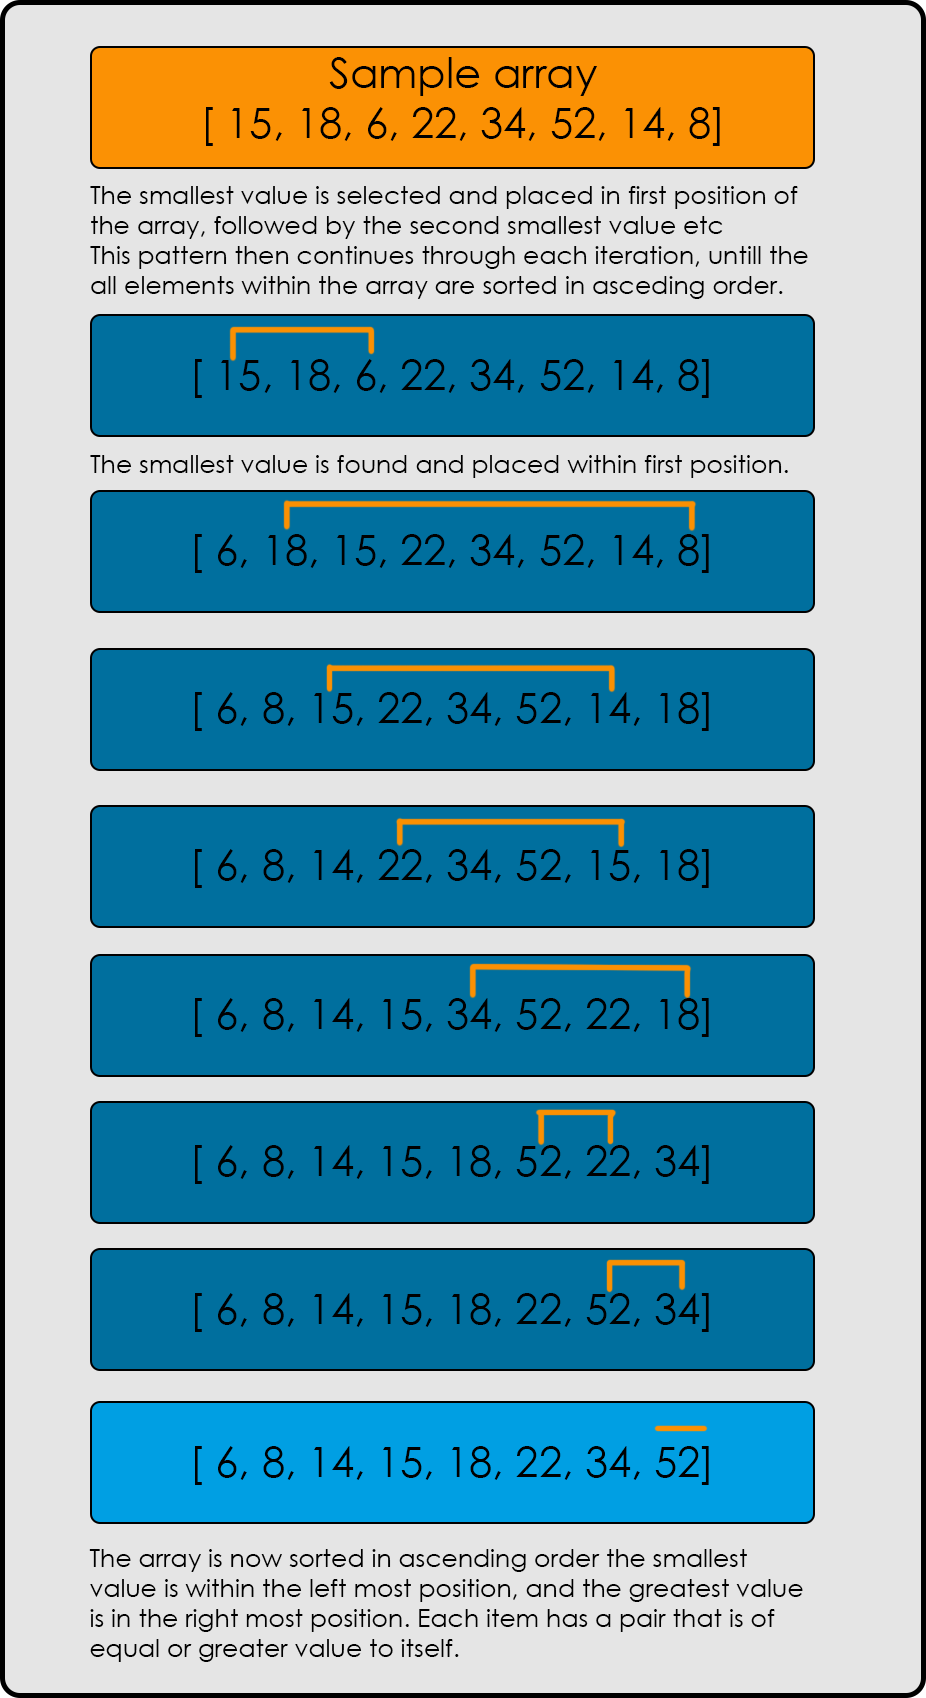 Sample array
[ 15, 18, 6, 22, 34, 52, 14, 8]
The smallest value is selected and placed in first position of
the array, followed by the second smallest value etc
This pattern then continues through each iteration, untill the
all elements within the array are sorted in asceding order.
[ 15, 18, 6, 22, 34, 52, 14, 8]
The smallest value is found and placed within first position.
[ 6, 18, 15, 22, 34, 52, 14, 8]
[ 6, 8, 15, 22, 34, 52, 14, 18]
[ 6, 8, 14, 22, 34, 52, 15, 18]
[ 6, 8, 14, 15, 34, 52, 22, 18]
[ 6, 8, 14, 15, 18, 52, 22, 34]
[ 6, 8, 14, 15, 18, 22, 52, 34]
[ 6, 8, 14, 15, 18, 22, 34, 52]
The array is now sorted in ascending order the smallest
value is within the left most position, and the greatest value
is in the right most position. Each item has a pair that is of
equal or greater value to itself.